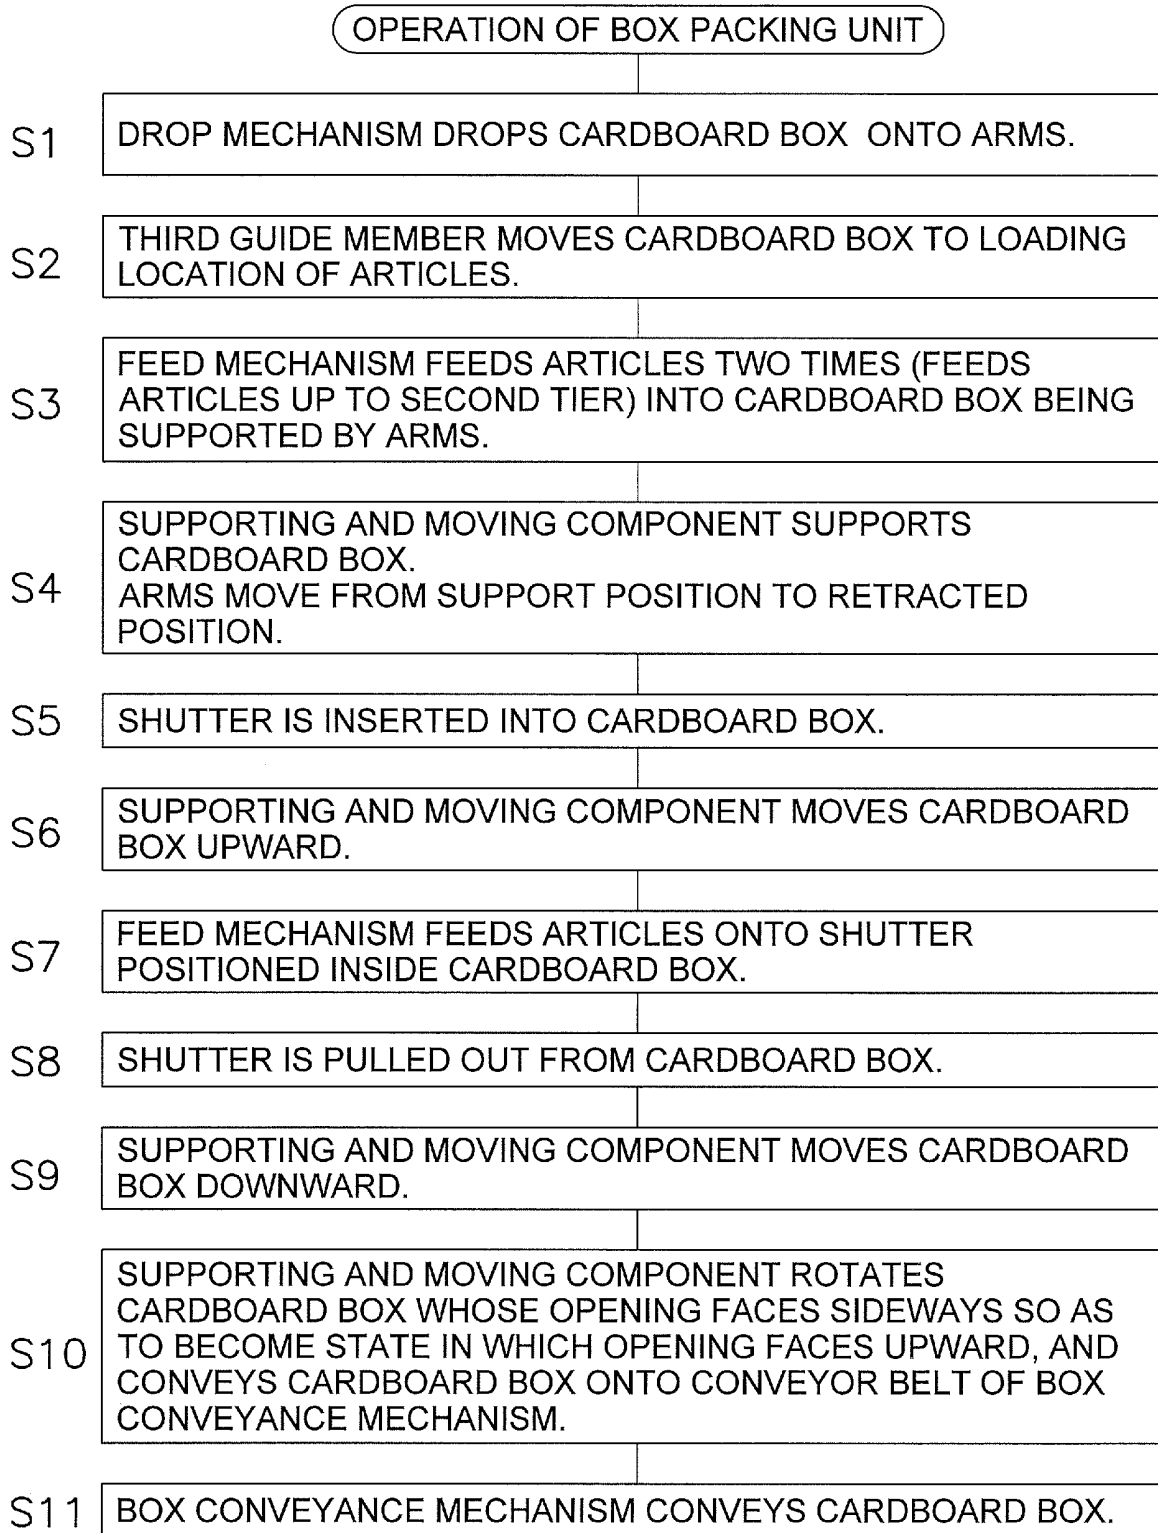 OPERATION OF BOX PACKING UNIT
S1
DROP MECHANISM DROPS CARDBOARD BOX ONTO ARMS.
S2
THIRD GUIDE MEMBER MOVES CARDBOARD BOX TO LOADING
LOCATION OF ARTICLES.
S3
FEED MECHANISM FEEDS ARTICLES TWO TIMES (FEEDS
ARTICLES UP TO SECOND TIER) INTO CARDBOARD BOX BEING
SUPPORTED BY ARMS.
S4
SUPPORTING AND MOVING COMPONENT SUPPORTS
CARDBOARD BOX.
ARMS MOVE FROM SUPPORT POSITION TO RETRACTED
POSITION.
S5
SHUTTER IS INSERTED INTO CARDBOARD BOX.
S6
SUPPORTING AND MOVING COMPONENT MOVES CARDBOARD
BOX UPWARD.
S7
FEED MECHANISM FEEDS ARTICLES ONTO SHUTTER
POSITIONED INSIDE CARDBOARD BOX.
S8
SHUTTER IS PULLED OUT FROM CARDBOARD BOX.
S9
SUPPORTING AND MOVING COMPONENT MOVES CARDBOARD
BOX DOWNWARD.
S10
SUPPORTING AND MOVING COMPONENT ROTATES
CARDBOARD BOX WHOSE OPENING FACES SIDEWAYS SO AS
TO BECOME STATE IN WHICH OPENING FACES UPWARD, AND
CONVEYS CARDBOARD BOX ONTO CONVEYOR BELT OF BOX
CONVEYANCE MECHANISM.
S11
BOX CONVEYANCE MECHANISM CONVEYS CARDBOARD BOX.